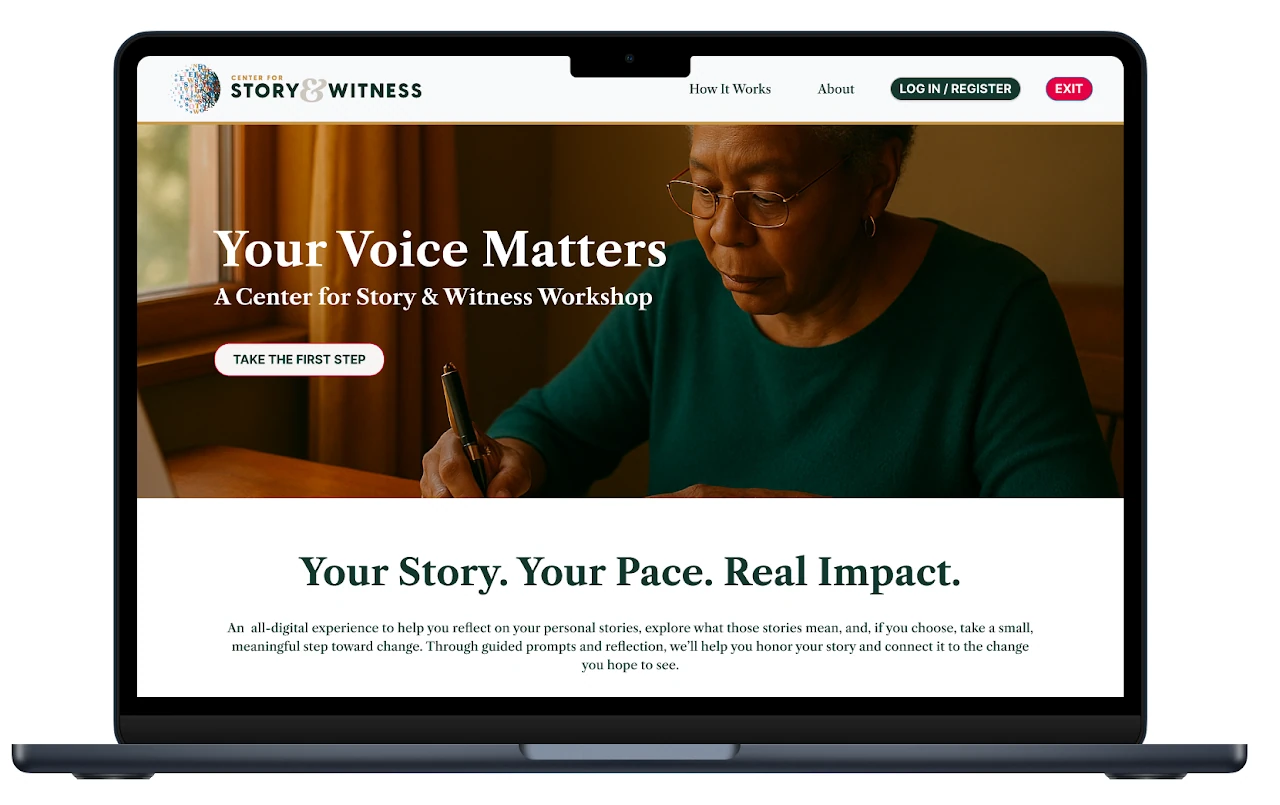 CENTER FOR
STORY & WITNESS
How It Works
About
LOG IN / REGISTER
EXIT
Your Voice Matters
A Center for Story & Witness Workshop
TAKE THE FIRST STEP
Your Story. Your Pace. Real Impact.
An all-digital experience to help you reflect on your personal stories, explore what those stories mean, and, if you choose, take a small,
meaningful step toward change. Through guided prompts and reflection, we'll help you honor your story and connect it to the change
you hope to see.